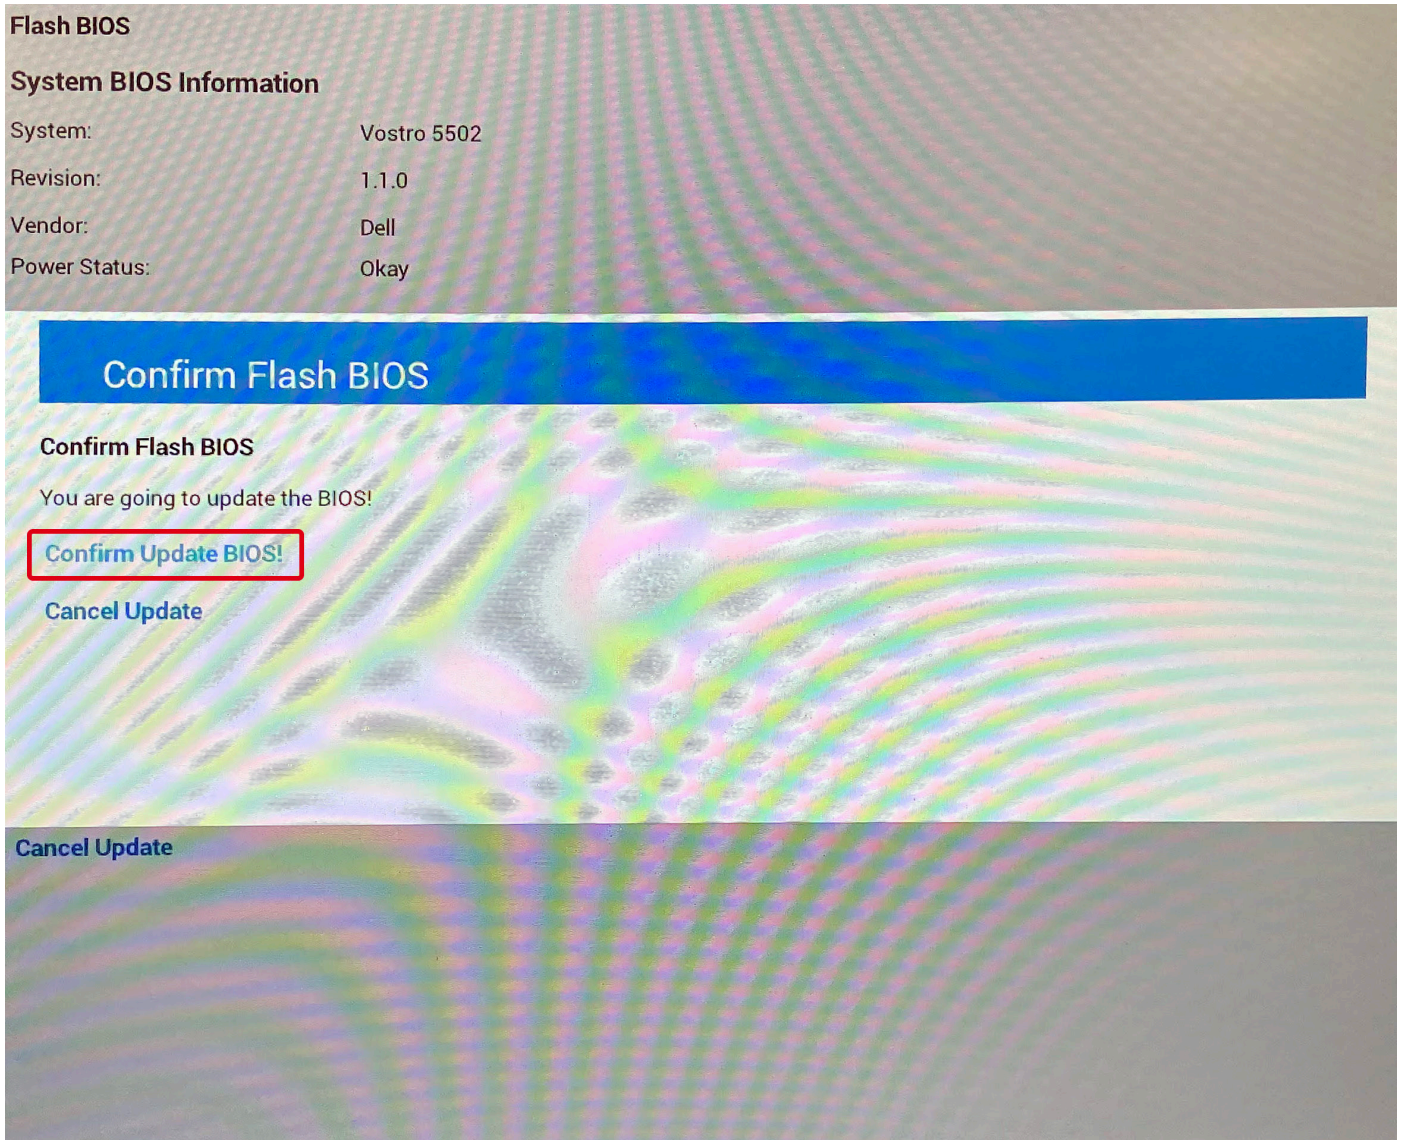 Flash BIOS
System BIOS Information
System: Vostro 5502
Revision: 1.1.0
Vendor: Dell
Power Status: Okay
Confirm Flash BIOS
Confirm Flash BIOS
You are going to update the BIOS!
Confirm Update BIOS!
Cancel Update
Cancel Update